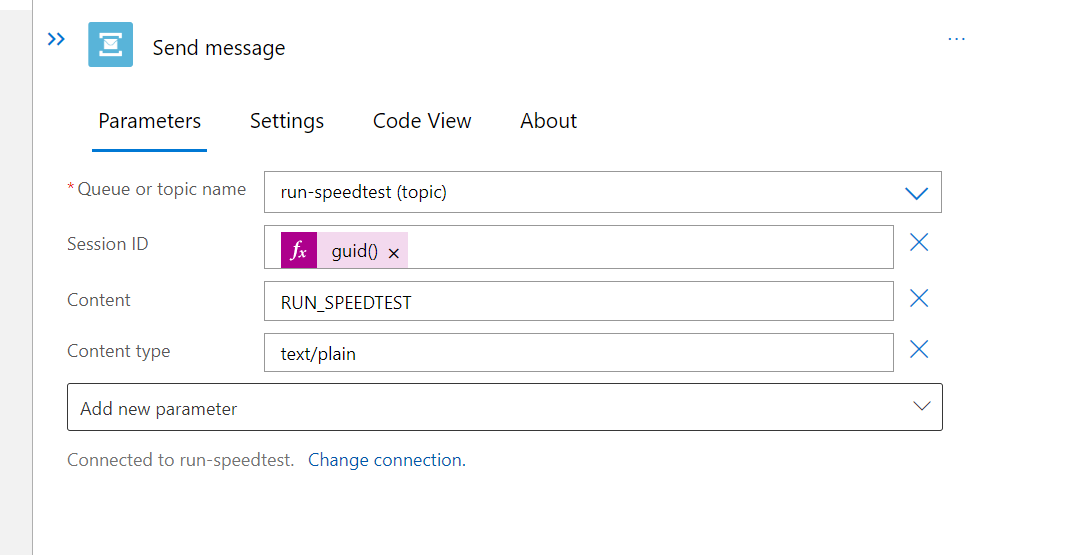 Send message
...
Parameters Settings Code View About
* Queue or topic name run-speedtest (topic)
Session ID fx guid() ×
Content RUN_SPEEDTEST
Content type text/plain
Add new parameter
Connected to run-speedtest. Change connection.